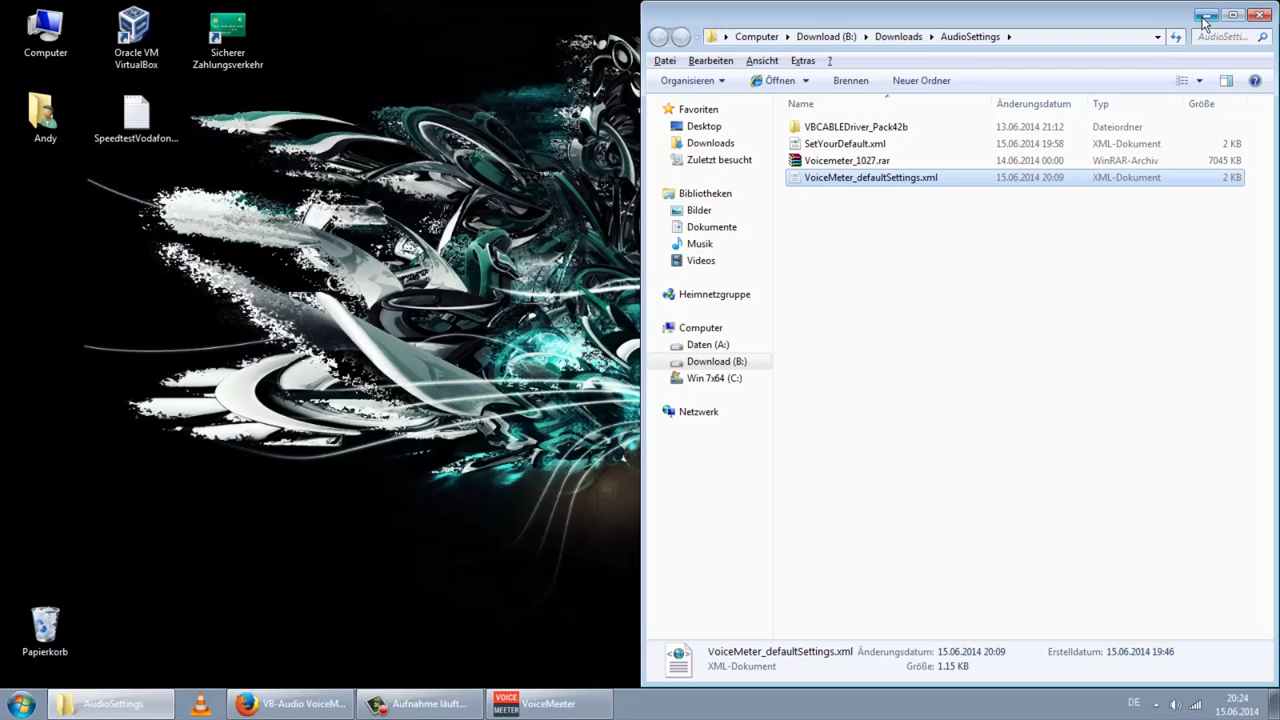 Computer
Oracle VM
VirtualBox
Sicherer
Zahlungsverkehr
Andy
SpeedtestVodafon...
Papierkorb
Computer Download (B:) Downloads AudioSettings
AudioSetti...
Datei Bearbeiten Ansicht Extras ?
Organisieren Öffnen Brennen Neuer Ordner
Favoriten
Desktop
Downloads
Zuletzt besucht
Bibliotheken
Bilder
Dokumente
Musik
Videos
Heimnetzgruppe
Computer
Daten (A:)
Download (B:)
Win 7x64 (C:)
Netzwerk
Name Änderungsdatum Typ Größe
VBCABLEDriver_Pack42b 13.06.2014 21:12 Dateiordner
SetYourDefault.xml 15.06.2014 19:58 XML-Dokument 2 KB
Voicemeter_1027.rar 14.06.2014 00:00 WinRAR-Archiv 7045 KB
VoiceMeter_defaultSettings.xml 15.06.2014 20:09 XML-Dokument 2 KB
VoiceMeter_defaultSettings.xml Änderungsdatum: 15.06.2014 20:09 Erstelldatum: 15.06.2014 19:46
XML-Dokument Größe: 1.15 KB
AudioSettings
VB-Audio VoiceM...
Aufnahme läuft...
VOICE
MEETER
VoiceMeeter
DE
20:24
15.06.2014